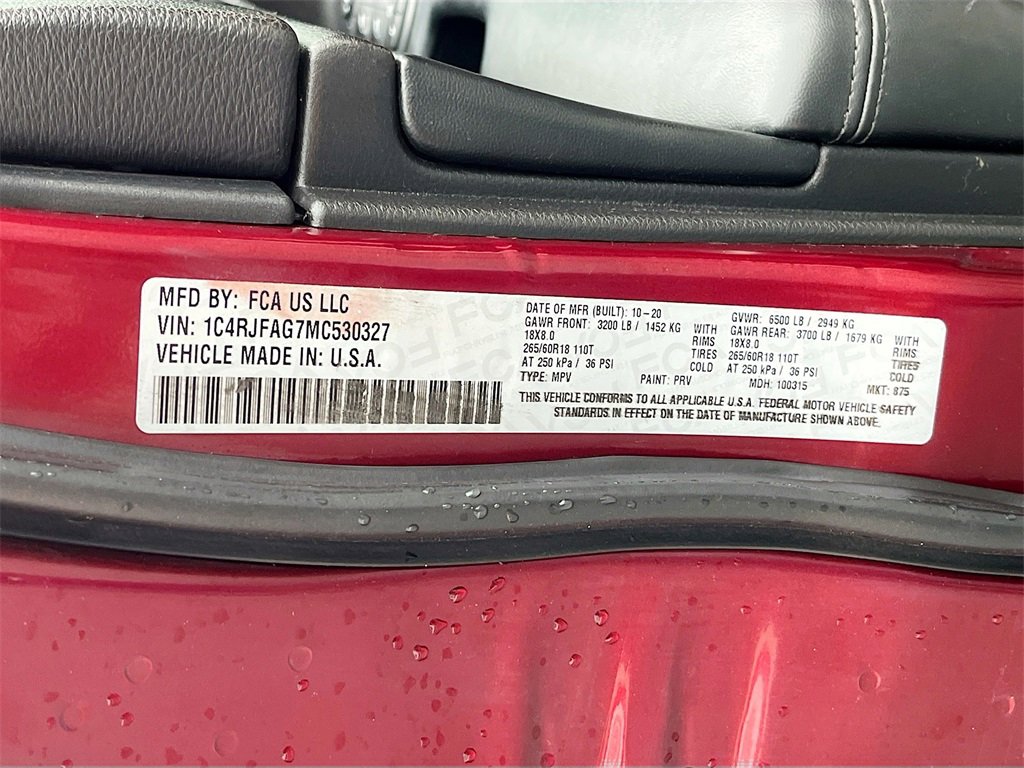 MFD BY: FCA US LLC
VIN: 1C4RJFAG7MC530327
VEHICLE MADE IN: U.S.A.
DATE OF MFR (BUILT): 10-20
GVWR: 6500 LB / 2949 KG
GAWR FRONT: 3200 LB / 1452 KG WITH
GAWR REAR: 3700 LB / 1679 KG WITH
18X8.0 RIMS
18X8.0 RIMS
265/60R18 110T TIRES
265/60R18 110T TIRES
AT 250 kPa / 36 PSI COLD
AT 250 kPa / 36 PSI COLD
TYPE: MPV PAINT: PRV MDH: 100315 MKT: 875
THIS VEHICLE CONFORMS TO ALL APPLICABLE U.S.A. FEDERAL MOTOR VEHICLE SAFETY
STANDARDS IN EFFECT ON THE DATE OF MANUFACTURE SHOWN ABOVE.